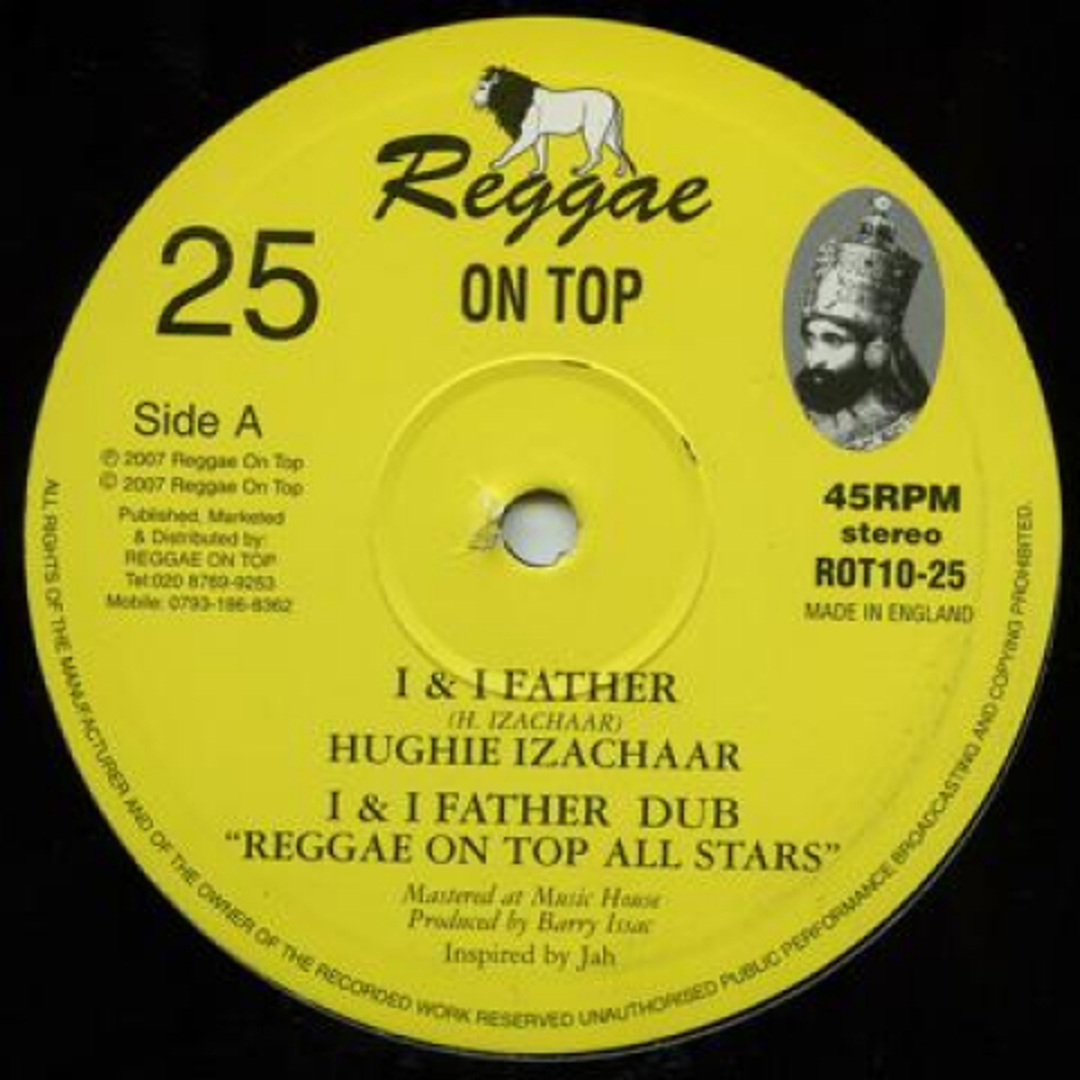 Reggae
ON TOP
25
Side A
℗ 2007 Reggae On Top
© 2007 Reggae On Top
Published, Marketed
& Distributed by:
REGGAE ON TOP
Tel:020 8769-9263
Mobile: 0793-186-8362
45RPM
stereo
ROT10-25
MADE IN ENGLAND
I & I FATHER
(H. IZACHAAR)
HUGHIE IZACHAAR
I & I FATHER DUB
“REGGAE ON TOP ALL STARS”
Mastered at Music House
Produced by Barry Issac
Inspired by Jah
ALL RIGHTS OF THE MANUFACTURER AND OF THE OWNER OF THE RECORDED WORK RESERVED UNAUTHORISED PUBLIC PERFORMANCE BROADCASTING AND COPYING PROHIBITED.